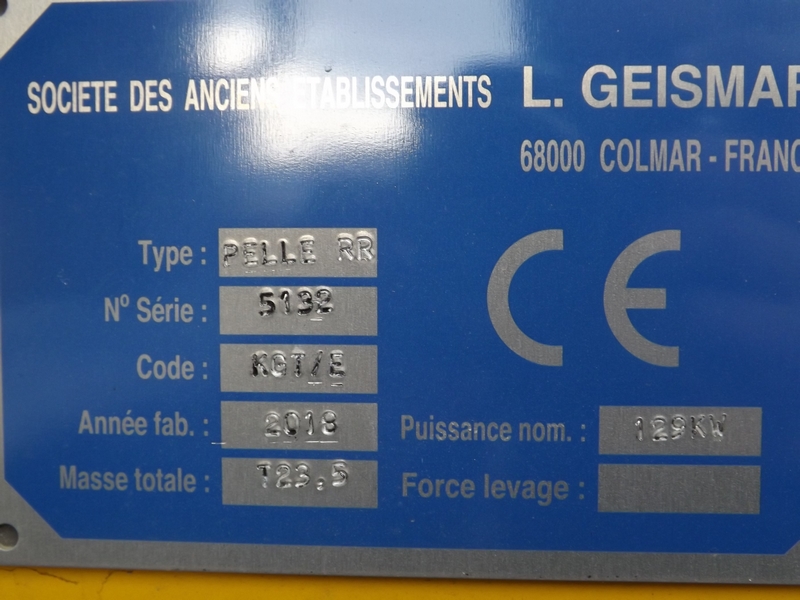 SOCIETE DES ANCIENS ETABLISSEMENTS L. GEISMAR
68000 COLMAR - FRANC
Type : PELLE RR
N° Série : 5132
Code : KGT/E
CE
Année fab. : 2018 Puissance nom. : 129KW
Masse totale : T23,5 Force levage :